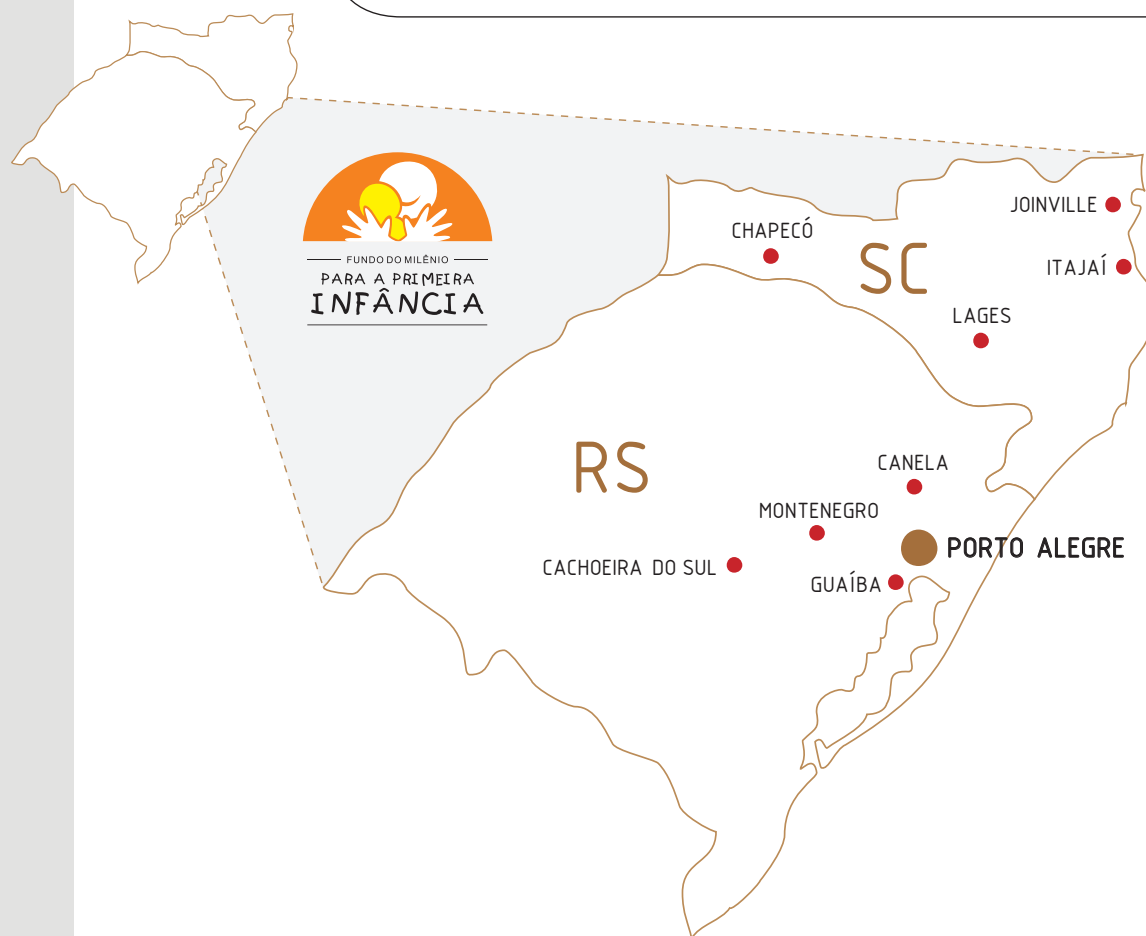 FUNDO DO MILÊNIO
PARA A PRIMEIRA
INFÂNCIA
JOINVILLE
CHAPECÓ
SC
ITAJAÍ
LAGES
RS
CANELA
MONTENEGRO
PORTO ALEGRE
CACHOEIRA DO SUL
GUAÍBA